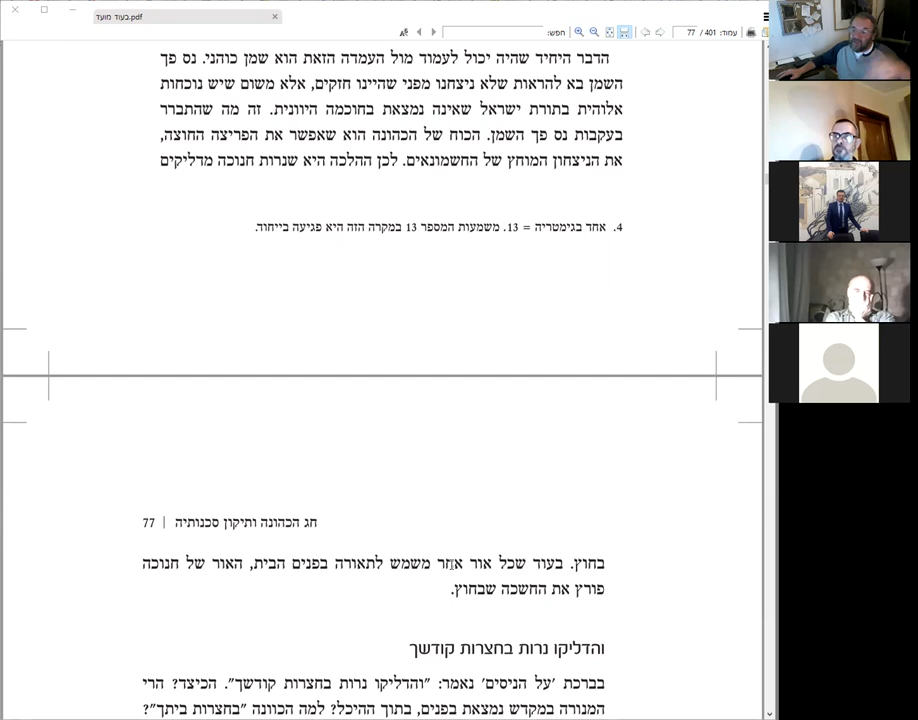 בעוד מועד.pdf
עמוד: 77 / 401
חפש:
הדבר היחיד שהיה יכול לעמוד מול העמדה הזאת הוא שמן כוהני. נס פך
השמן בא להראות שלא ניצחנו מפני שהיינו חזקים, אלא משום שיש נוכחות
אלוהית בתורת ישראל שאינה נמצאת בחוכמה היוונית. זה מה שהתברר
בעקבות נס פך השמן. הכוח של הכהונה הוא שאפשר את הפריצה החוצה,
את הניצחון המוחץ של החשמונאים. לכן ההלכה היא שנרות חנוכה מדליקים
4. אחד בגימטריה = 13. משמעות המספר 13 במקרה הזה היא פגיעה בייחוד.
חג הכהונה ותיקון סכנותיה | 77
בחוץ. בעוד שכל אור אחר משמש לתאורה בפנים הבית, האור של חנוכה
פורץ את החשכה שבחוץ.
והדליקו נרות בחצרות קודשך
בברכת 'על הניסים' נאמר: "והדליקו נרות בחצרות קודשך". הכיצד? הרי
המנורה במקדש נמצאת בפנים, בתוך ההיכל? למה הכוונה "בחצרות ביתך"?